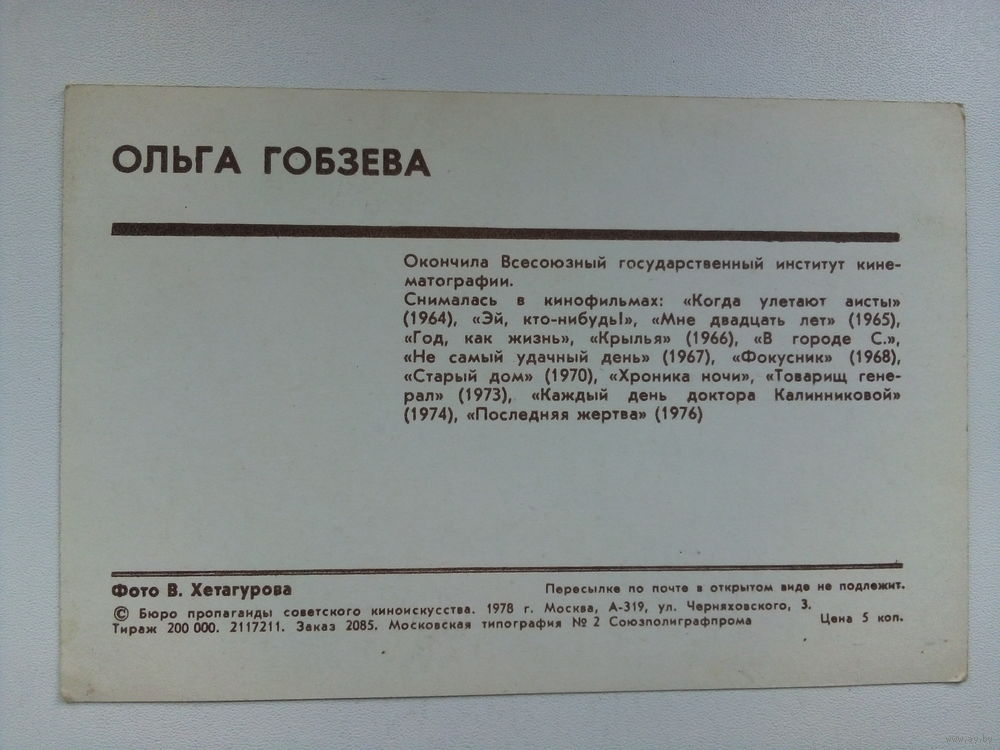 ОЛЬГА ГОБЗЕВА
Окончила Всесоюзный государственный институт кине-
матографии.
Снималась в кинофильмах: «Когда улетают аисты»
(1964), «Эй, кто-нибудь!», «Мне двадцать лет» (1965),
«Год, как жизнь», «Крылья» (1966), «В городе С.»,
«Не самый удачный день» (1967), «Фокусник» (1968),
«Старый дом» (1970), «Хроника ночи», «Товарищ гене-
рал» (1973), «Каждый день доктора Калинниковой»
(1974), «Последняя жертва» (1976)
Фото В. Хетагурова
Пересылке по почте в открытом виде не подлежит.
© Бюро пропаганды советского киноискусства. 1978 г. Москва, А-319, ул. Черняховского, 3.
Тираж 200 000. 2117211. Заказ 2085. Московская типография № 2 Союзполиграфпрома
Цена 5 коп.
www.ay.by